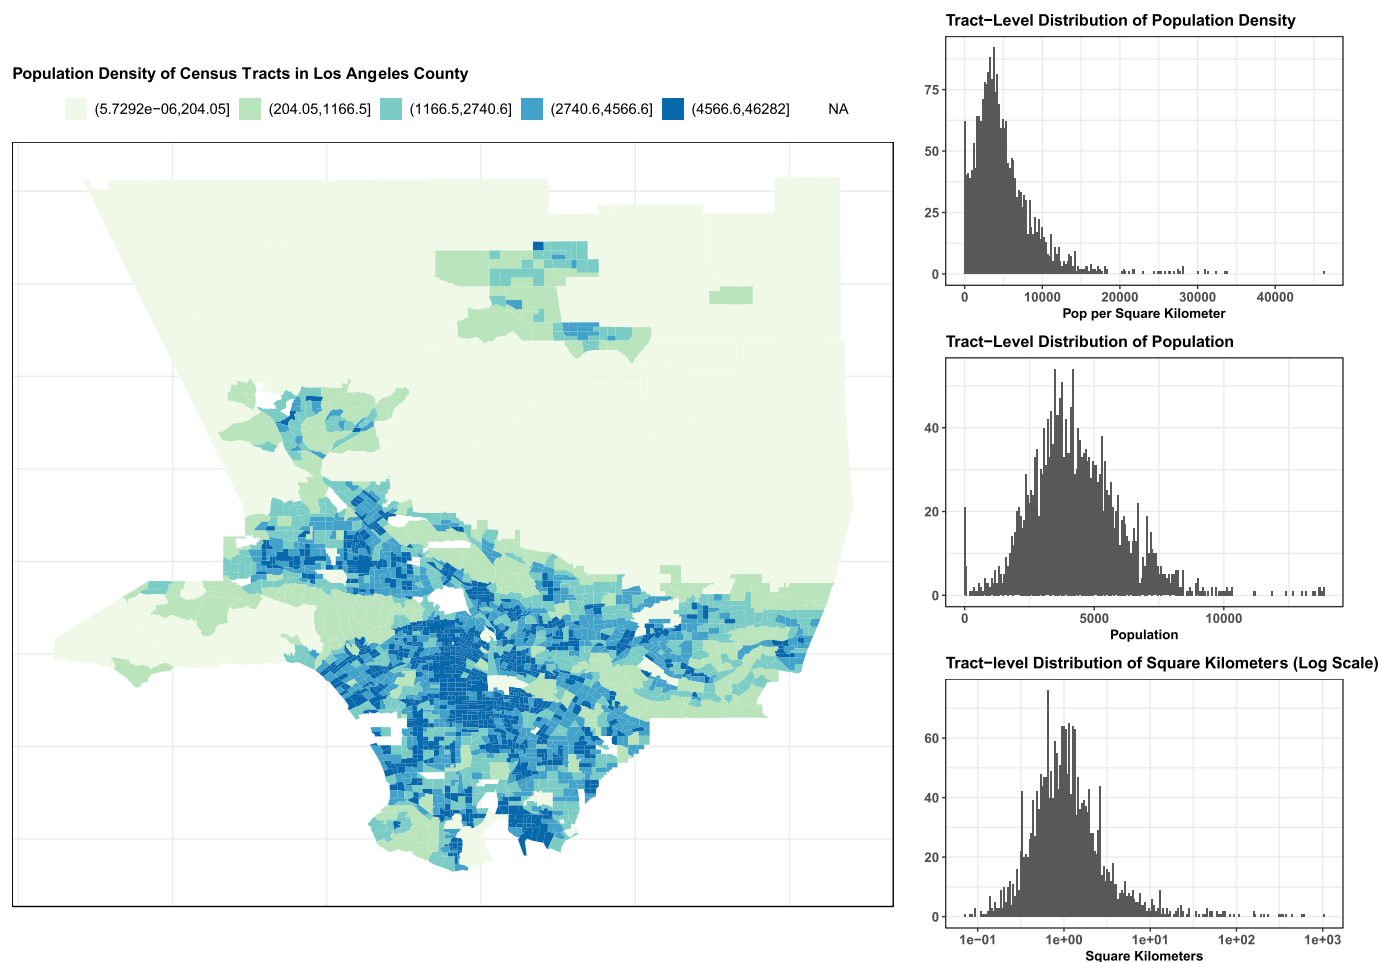 Population Density of Census Tracts in Los Angeles County
(5.7292e−06,204.05] (204.05,1166.5] (1166.5,2740.6] (2740.6,4566.6] (4566.6,46282] NA
Tract−Level Distribution of Population Density
75
50
25
0
0 10000 20000 30000 40000
Pop per Square Kilometer
Tract−Level Distribution of Population
40
20
0
0 5000 10000
Population
Tract−level Distribution of Square Kilometers (Log Scale)
60
40
20
0
1e−01 1e+00 1e+01 1e+02 1e+03
Square Kilometers